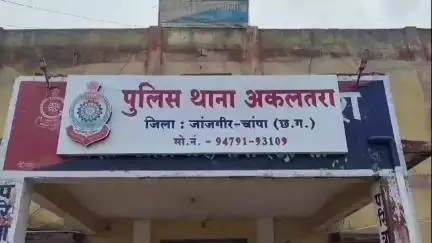 पुलिस थाना अकलतरा
जिला : जांजगीर-चांपा (छ.ग.)
मो.नं. - 94791-93109